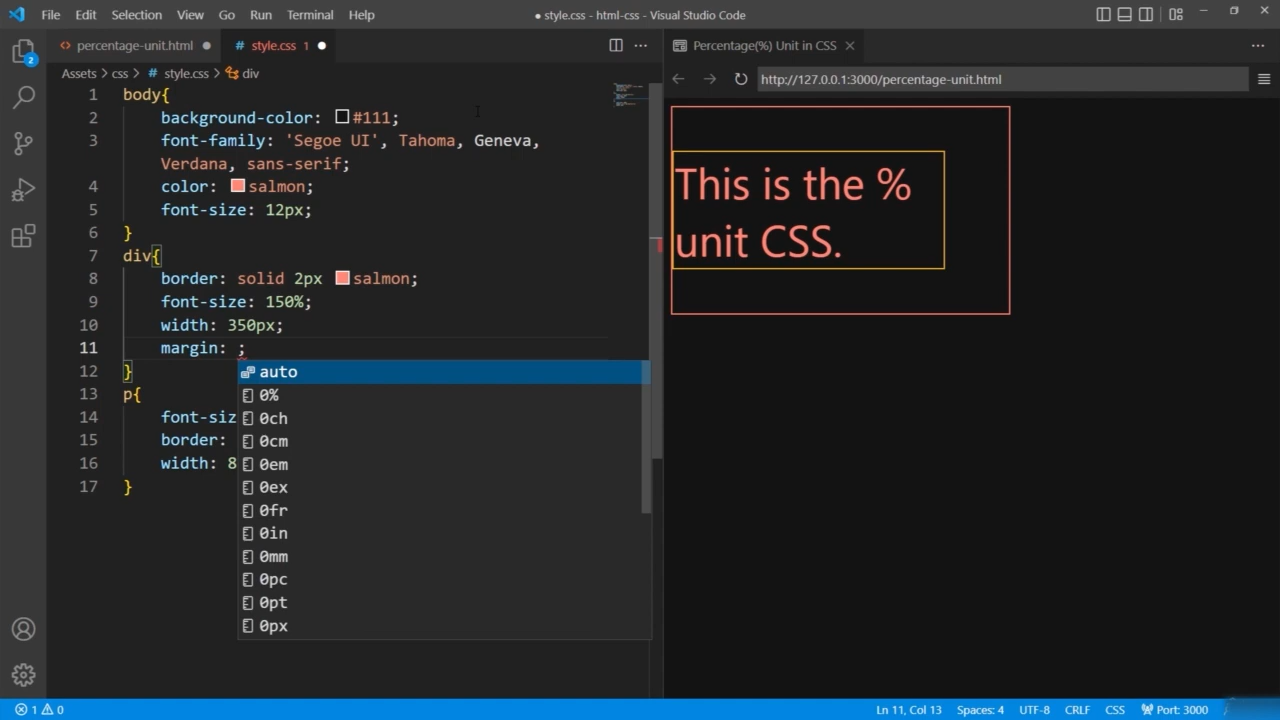 File Edit Selection View Go Run Terminal Help ● style.css - html-css - Visual Studio Code
percentage-unit.html ● # style.css 1 ● Percentage(%) Unit in CSS
Assets > css > # style.css > div http://127.0.0.1:3000/percentage-unit.html
2
1 body{
2 background-color: #111;
3 font-family: 'Segoe UI', Tahoma, Geneva,
Verdana, sans-serif;
4 color: salmon;
5 font-size: 12px;
6 }
7 div{
8 border: solid 2px salmon;
9 font-size: 150%;
10 width: 350px;
11 margin: ;
12 }
13 p{
14 font-siz
15 border:
16 width: 8
17 }
auto
0%
0ch
0cm
0em
0ex
0fr
0in
0mm
0pc
0pt
0px
This is the %
unit CSS.
1 0 Ln 11, Col 13 Spaces: 4 UTF-8 CRLF CSS Port: 3000